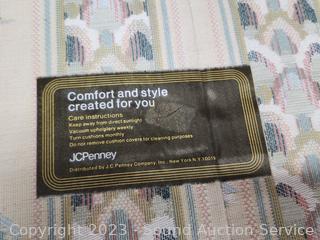 Comfort and style
created for you
Care instructions
Keep away from direct sunlight
Vacuum upholstery weekly
Turn cushions monthly
Do not remove cushion covers for cleaning purposes
JCPenney
Distributed by J.C. Penney Company, Inc., New York N.Y. 10019
Copyright 2023 - Sound Auction Service